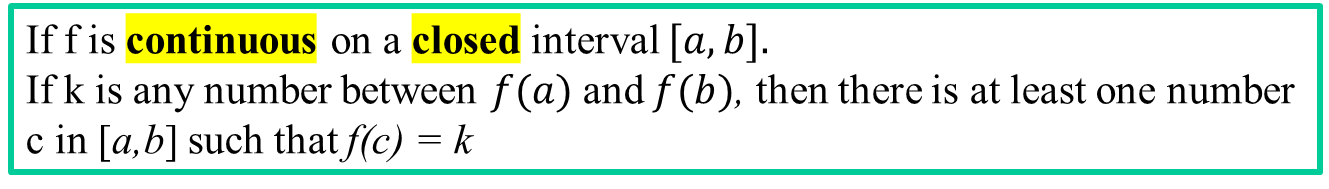 If f is continuous on a closed interval [a, b].
If k is any number between f(a) and f(b), then there is at least one number
c in [a,b] such that f(c) = k